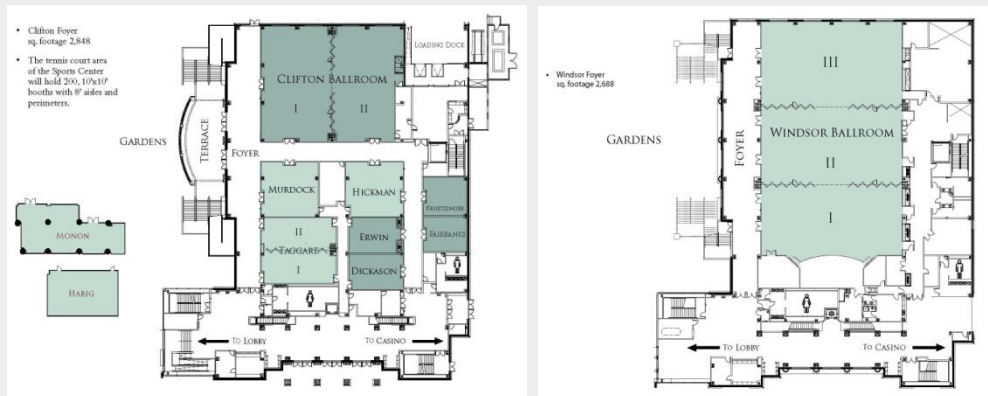 • Clifton Foyer
sq. footage 2,848
• The tennis court area
of the Sports Center
will hold 200, 10'x10'
booths with 8' aisles and
perimeters.
LOADING DOCK
CLIFTON BALLROOM
I
II
GARDENS
TERRACE
FOYER
MURDOCK
HICKMAN
KRUETZINGER
II
ERWIN
FAIRBANKS
TAGGART
I
DICKASON
MONON
HABIG
TO LOBBY
TO CASINO
• Windsor Foyer
sq. footage 2,688
III
GARDENS
FOYER
WINDSOR BALLROOM
II
I
TO LOBBY
TO CASINO